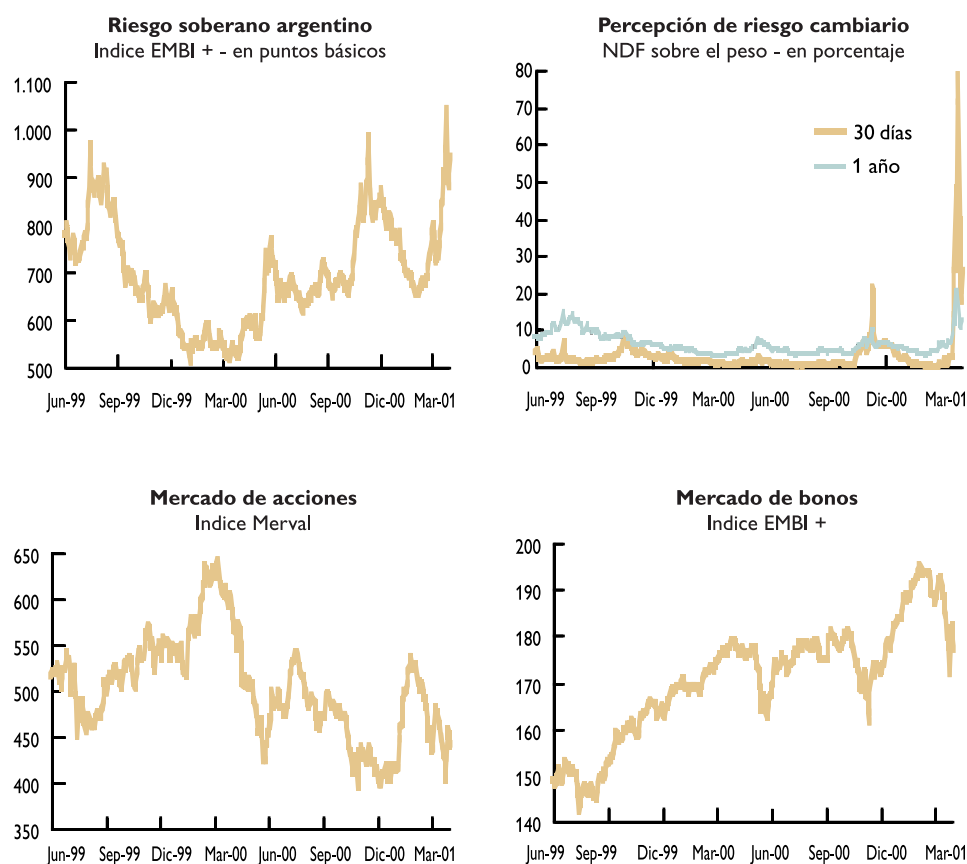 Riesgo soberano argentino
Indice EMBI + - en puntos básicos
1.100
1.000
900
800
700
600
500
Jun-99 Sep-99 Dic-99 Mar-00 Jun-00 Sep-00 Dic-00 Mar-01
Percepción de riesgo cambiario
NDF sobre el peso - en porcentaje
80
70
60
50
40
30
20
10
0
30 días
1 año
Jun-99 Sep-99 Dic -99 Mar-00 Jun-00 Sep-00 Dic-00 Mar-01
Mercado de acciones
Indice Merval
650
600
550
500
450
400
350
Jun-99 Sep-99 Dic-99 Mar-00 Jun-00 Sep-00 Dic-00 Mar-01
Mercado de bonos
Indice EMBI +
200
190
180
170
160
150
140
Jun-99 Sep-99 Dic-99 Mar-00 Jun-00 Sep-00 Dic-00 Mar-01